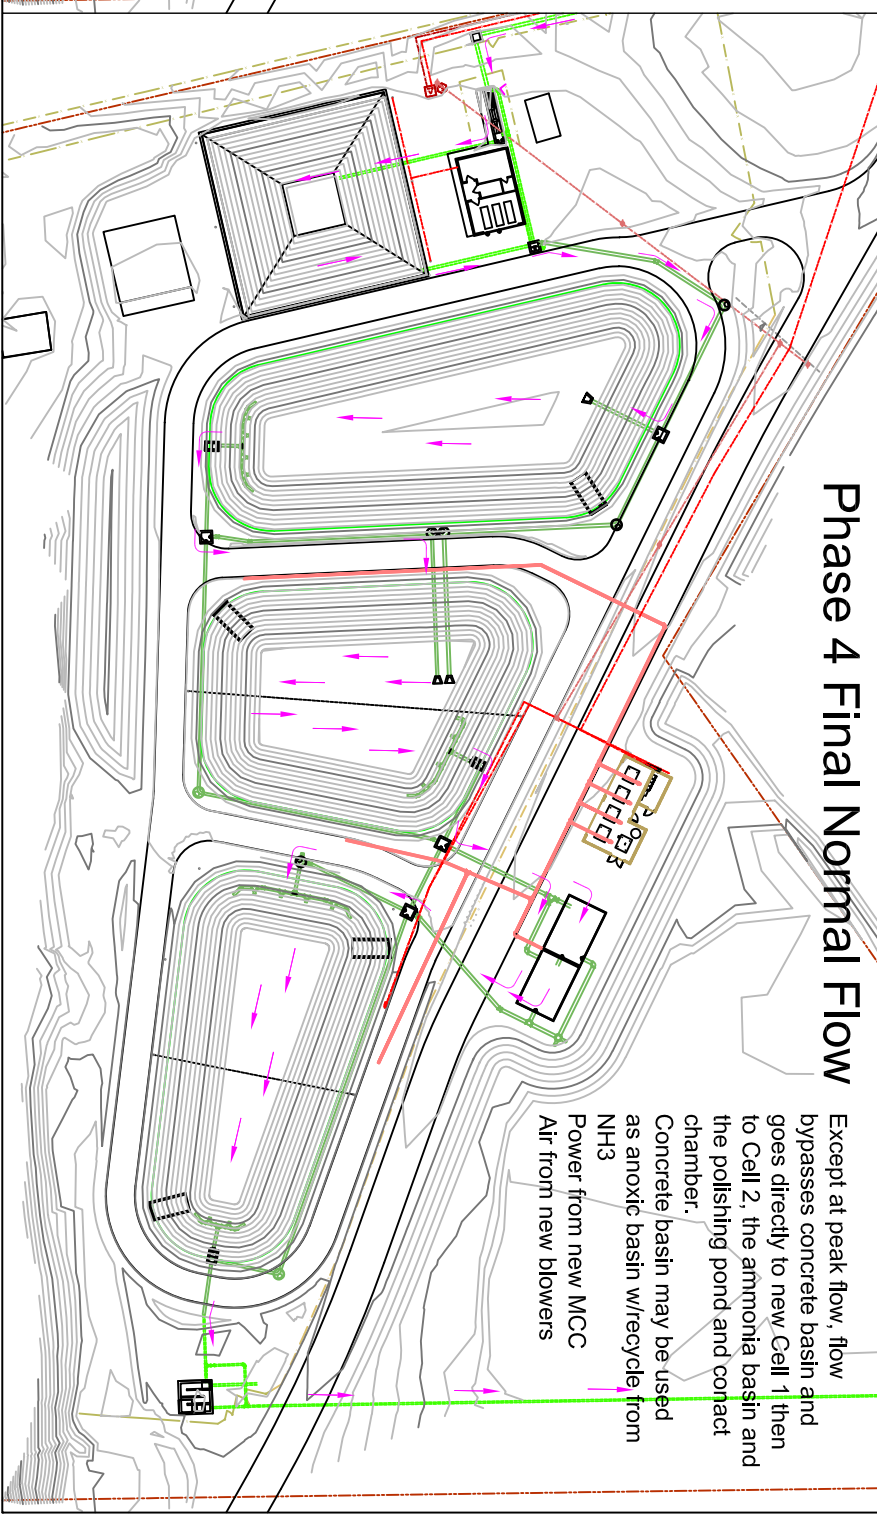 Phase 4 Final Normal Flow
Except at peak flow, flow
bypasses concrete basin and
goes directly to new Cell 1 then
to Cell 2, the ammonia basin and
the polishing pond and contact
chamber.
Concrete basin may be used
as anoxic basin w/recycle from
NH3
Power from new MCC
Air from new blowers